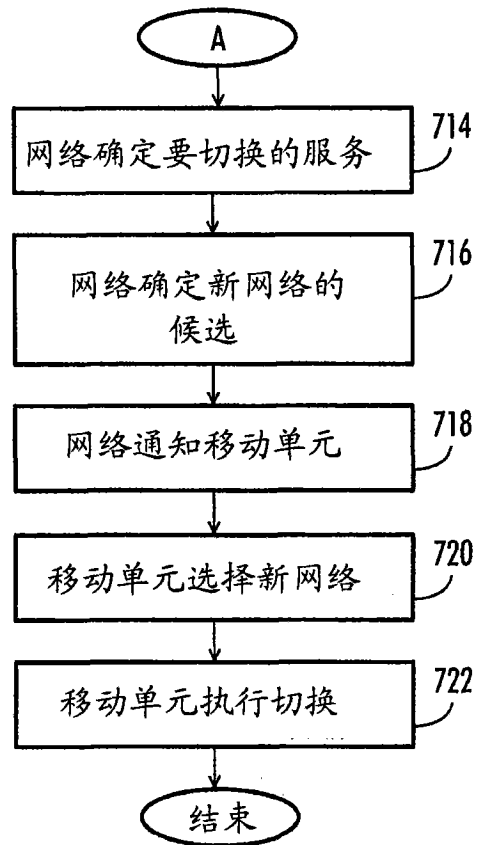 A
网络确定要切换的服务
714
网络确定新网络的
候选
716
网络通知移动单元
718
移动单元选择新网络
720
移动单元执行切换
722
结束